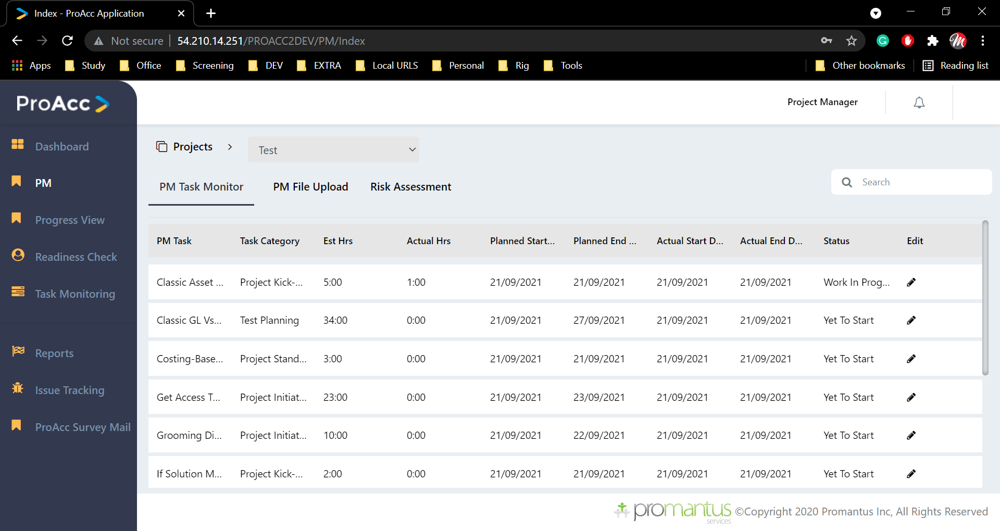 Index - ProAcc Application
Not secure 54.210.14.251/PROACC2DEV/PM/Index
Apps Study Office Screening DEV EXTRA Local URLS Personal Rig Tools Other bookmarks Reading list
ProAcc
Project Manager
Dashboard
PM
Progress View
Readiness Check
Task Monitoring
Reports
Issue Tracking
ProAcc Survey Mail
Projects Test
PM Task Monitor PM File Upload Risk Assessment Search
PM Task Task Category Est Hrs Actual Hrs Planned Start... Planned End ... Actual Start D... Actual End D... Status Edit
Classic Asset ... Project Kick-... 5:00 1:00 21/09/2021 21/09/2021 21/09/2021 21/09/2021 Work In Prog...
Classic GL Vs... Test Planning 34:00 0:00 21/09/2021 27/09/2021 21/09/2021 21/09/2021 Yet To Start
Costing-Base... Project Stand... 3:00 0:00 21/09/2021 21/09/2021 21/09/2021 21/09/2021 Yet To Start
Get Access T... Project Initiat... 23:00 0:00 21/09/2021 23/09/2021 21/09/2021 21/09/2021 Yet To Start
Grooming Di... Project Initiat... 10:00 0:00 21/09/2021 22/09/2021 21/09/2021 21/09/2021 Yet To Start
If Solution M... Project Kick-... 2:00 0:00 21/09/2021 21/09/2021 21/09/2021 21/09/2021 Yet To Start
promantus services ©Copyright 2020 Promantus Inc, All Rights Reserved